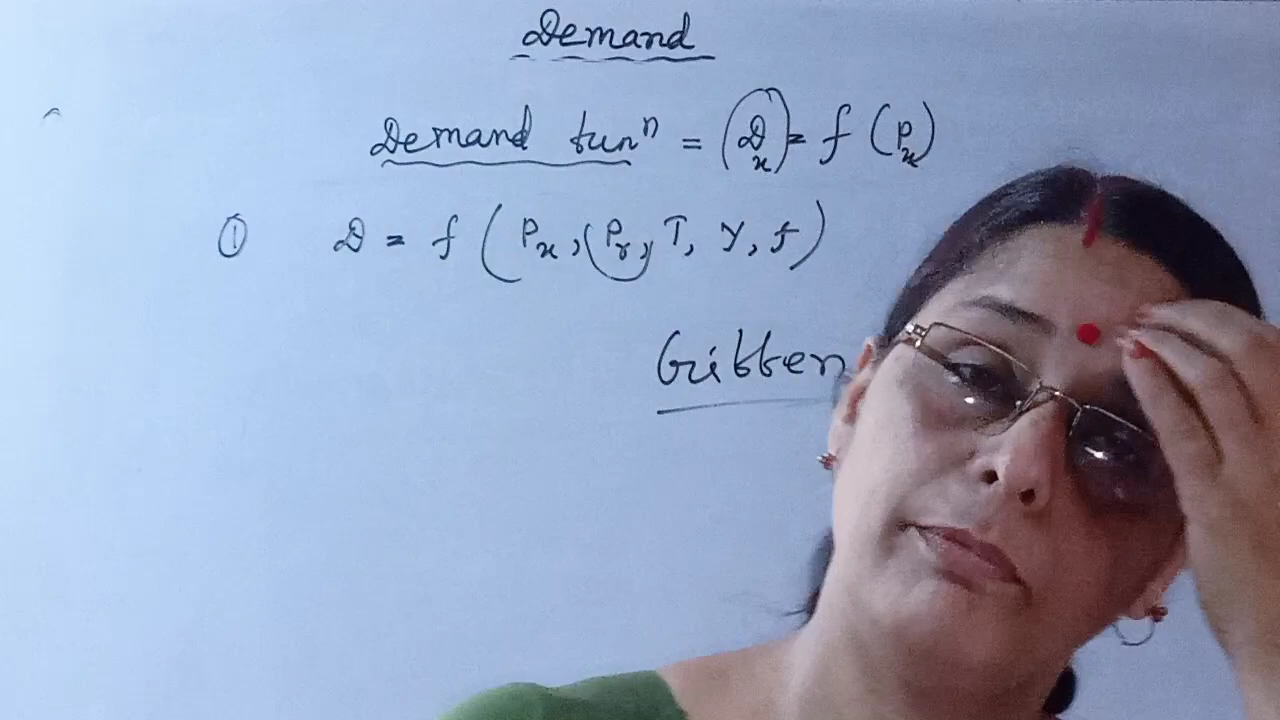 Demand
Demand funⁿ = (Dx) = f (Px)
① D = f (Px, (Pr, T, Y, f)
Giffen